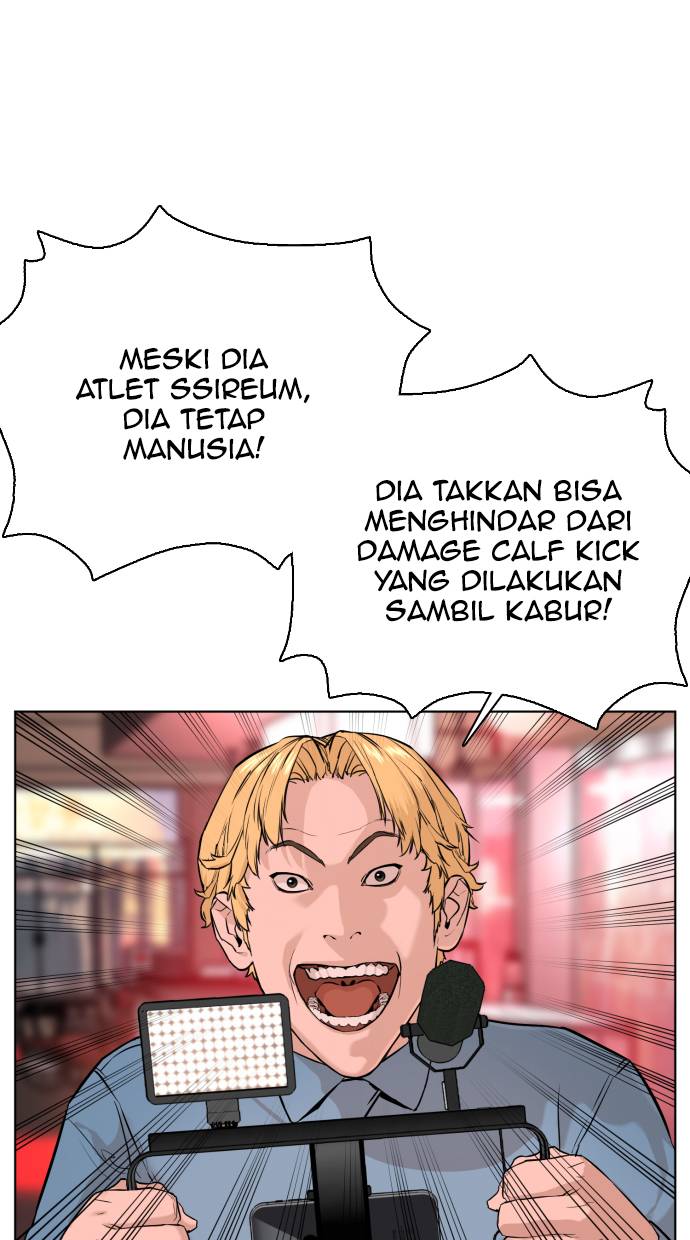 MESKI DIA
ATLET SSIREUM,
DIA TETAP
MANUSIA!
DIA TAKKAN BISA
MENGHINDAR DARI
DAMAGE CALF KICK
YANG DILAKUKAN
SAMBIL KABUR!